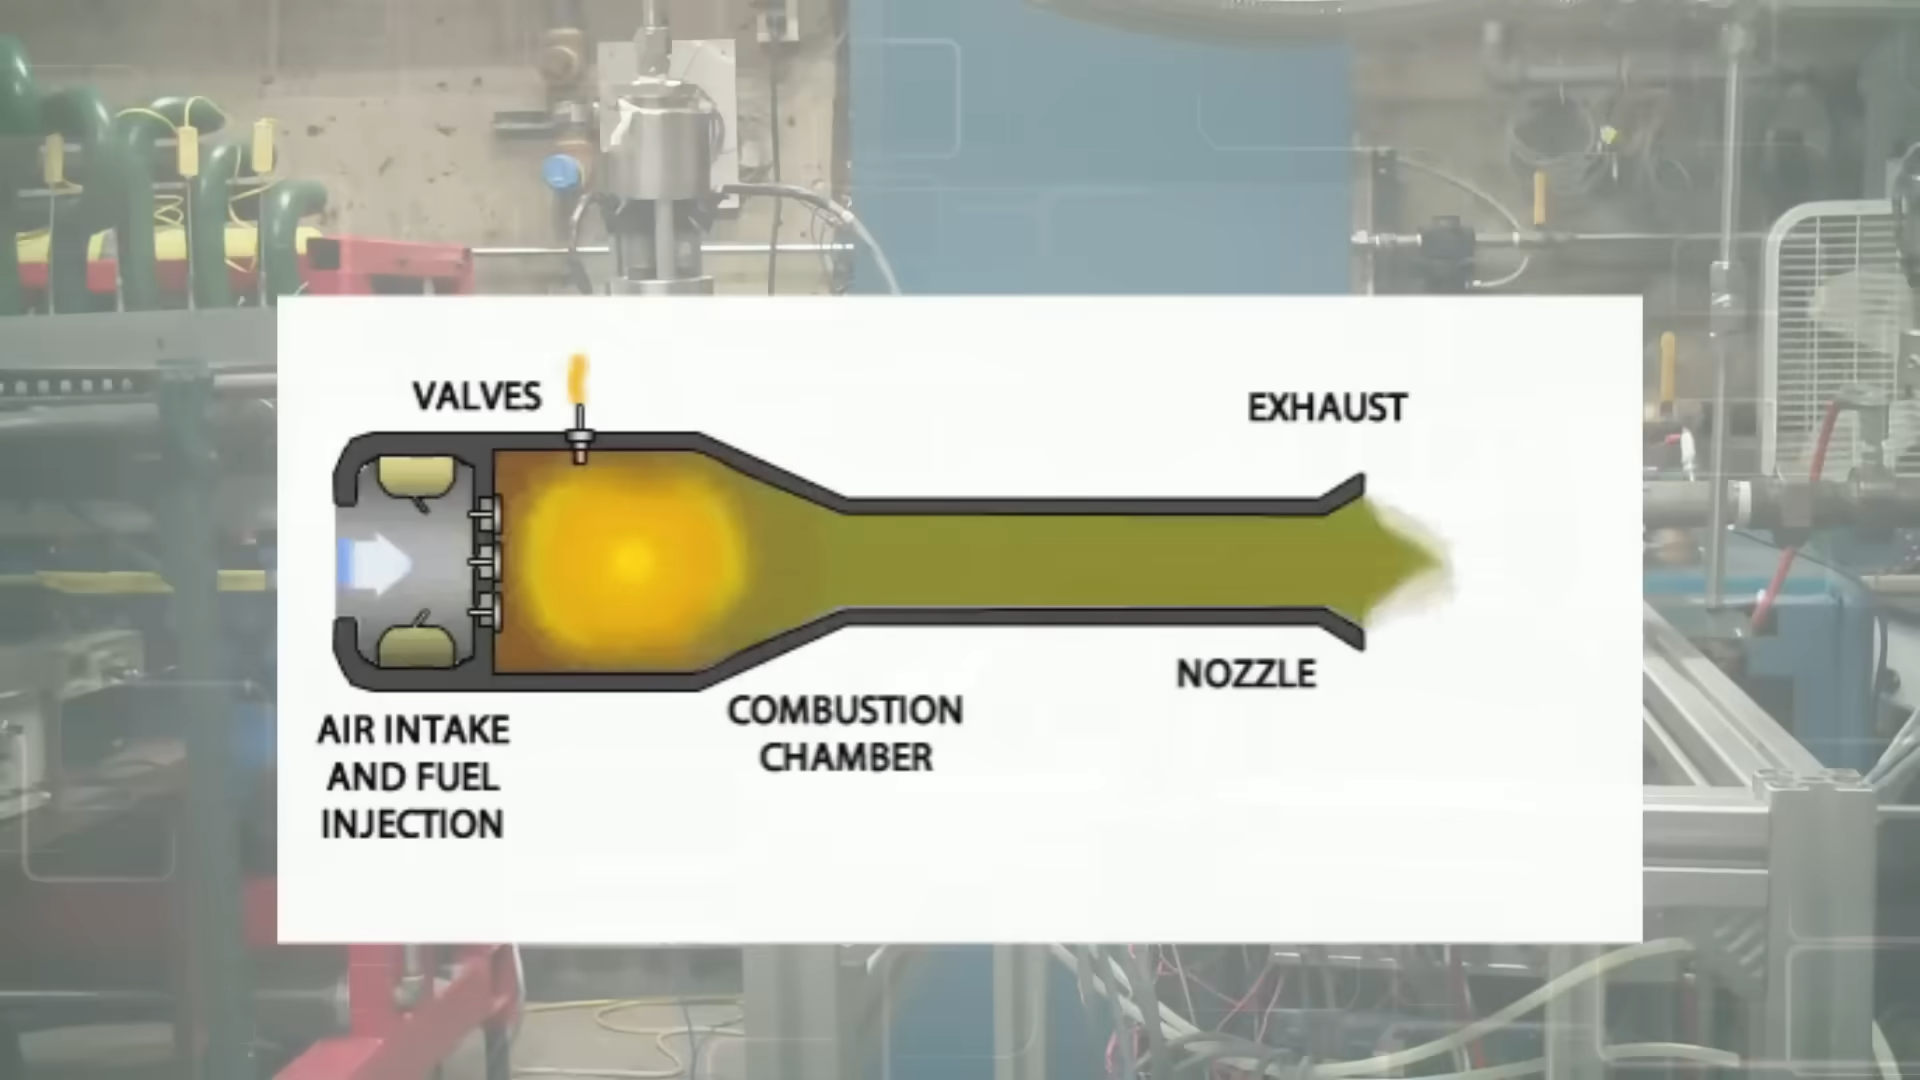 VALVES
EXHAUST
NOZZLE
COMBUSTION
CHAMBER
AIR INTAKE
AND FUEL
INJECTION